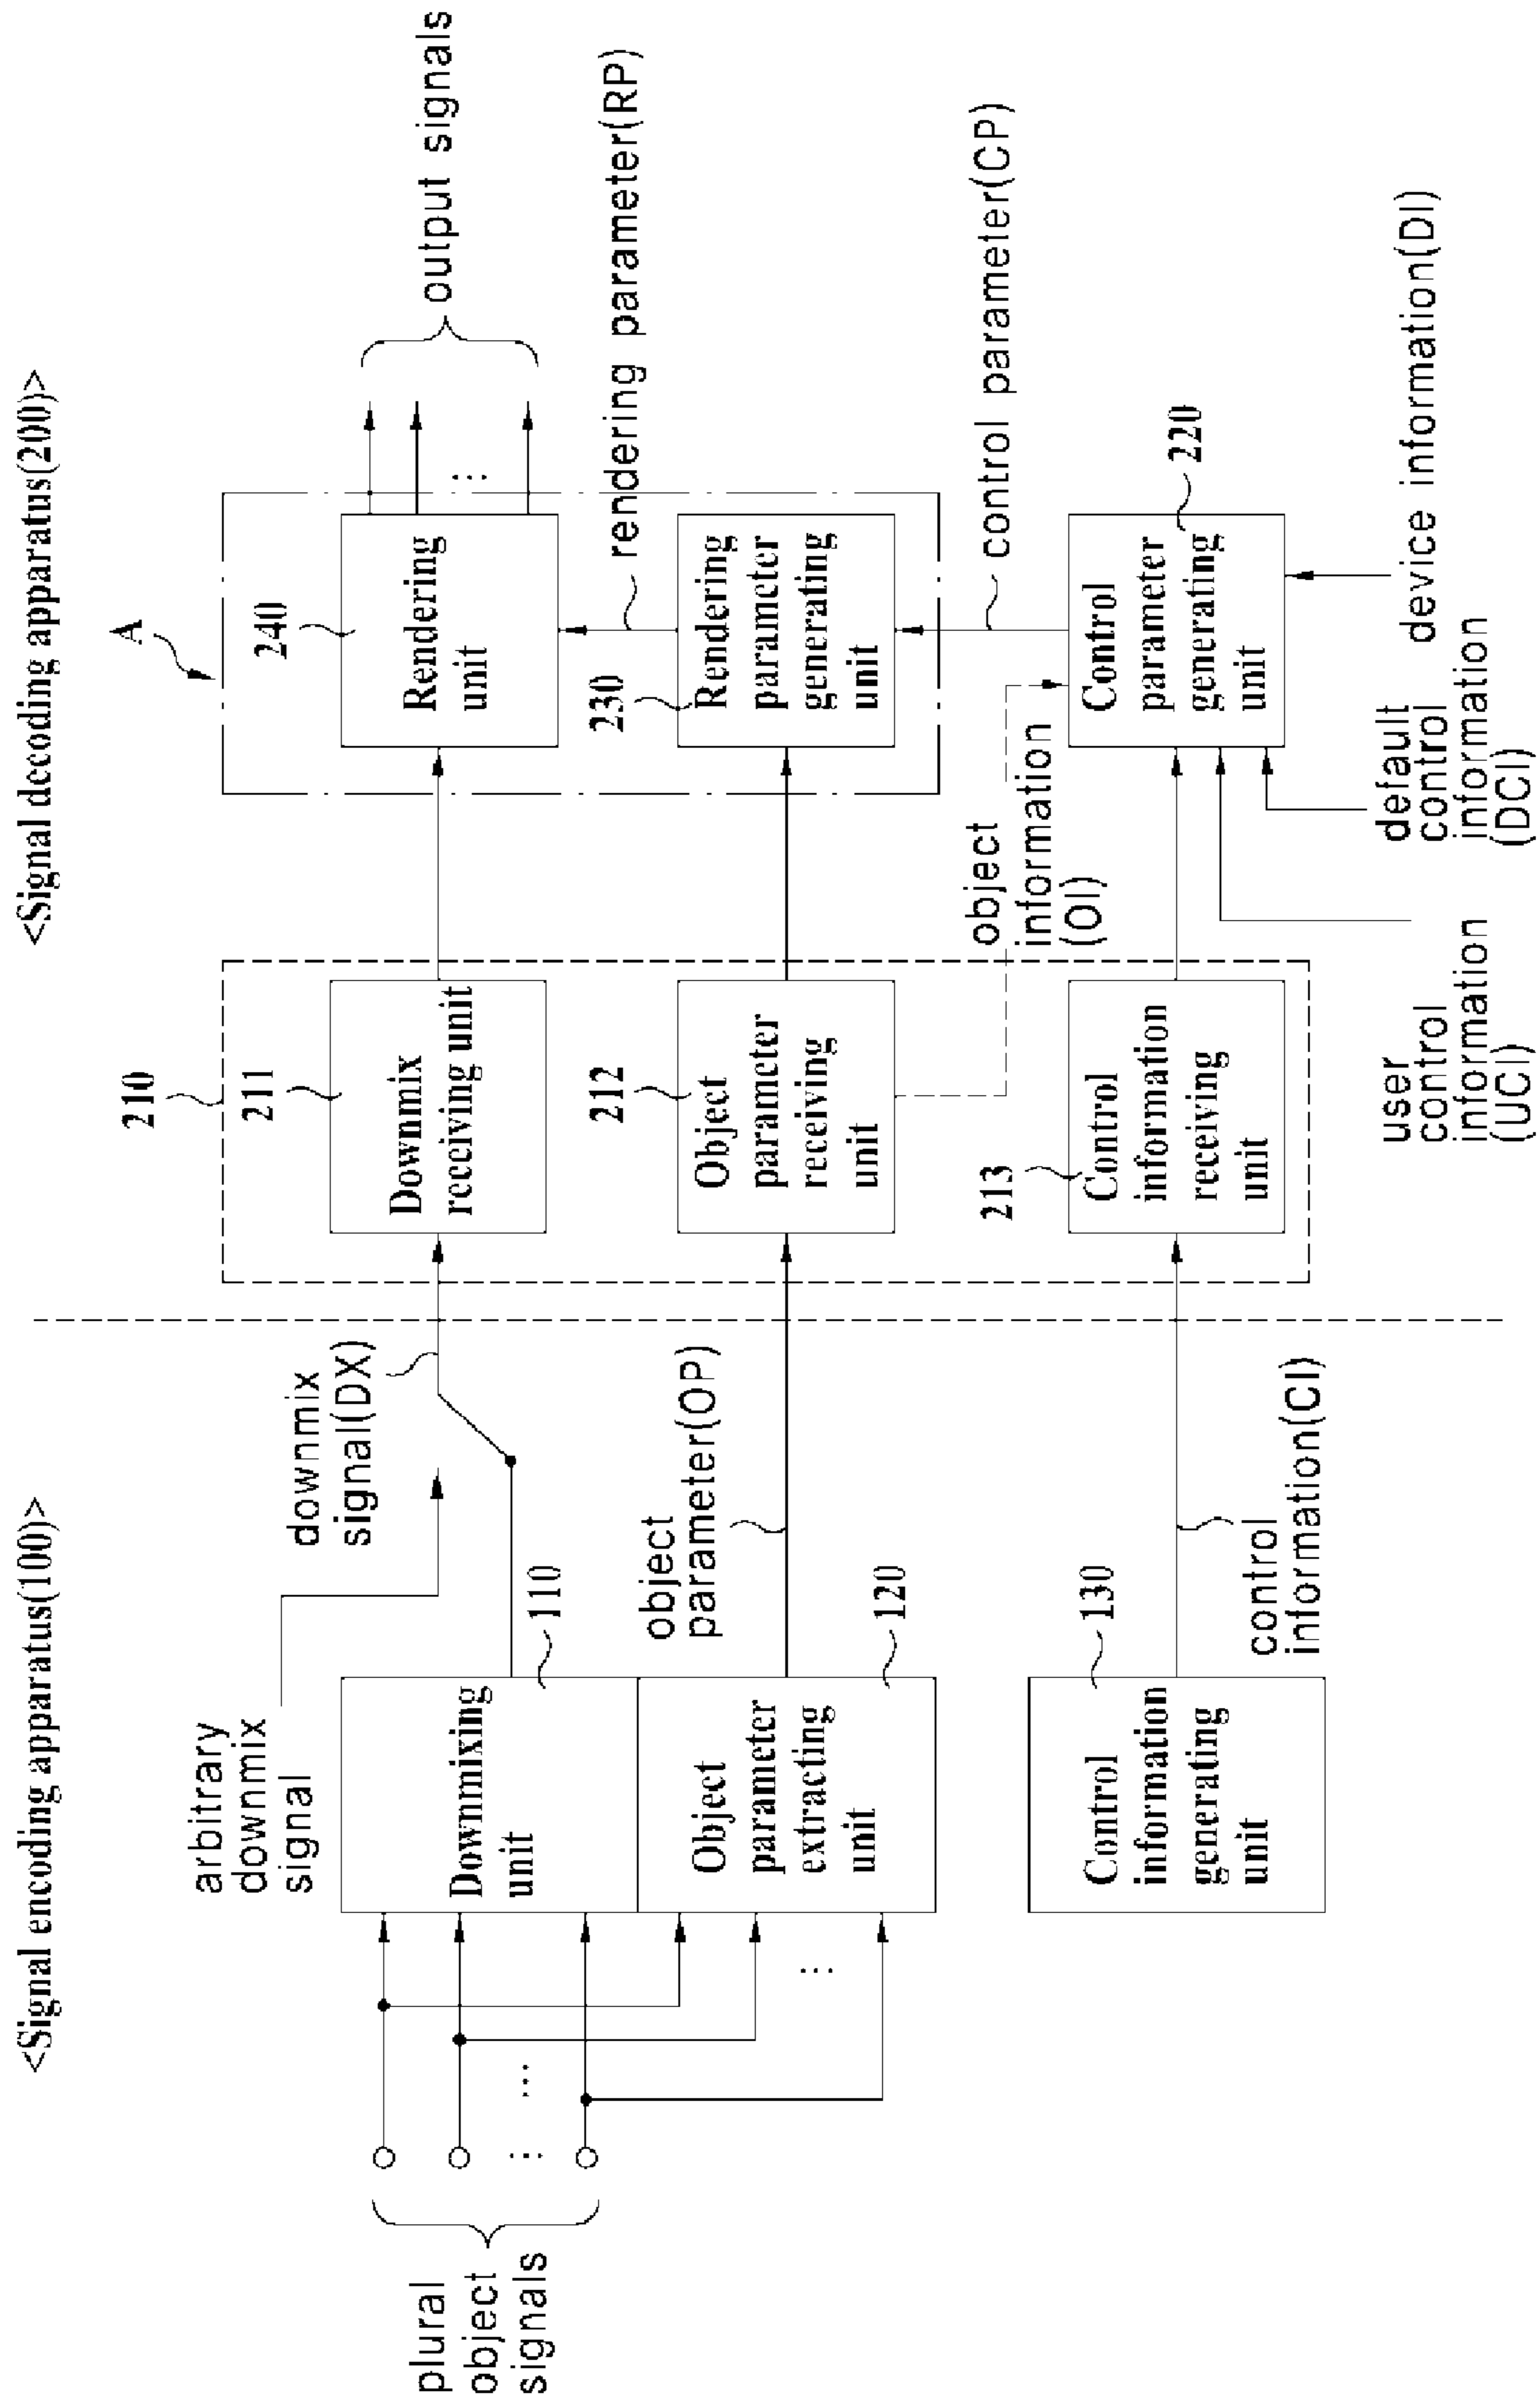 <Signal encoding apparatus(100)>
<Signal decoding apparatus(200)>
plural
object
signals
arbitrary
downmix
signal
Downmixing
unit
110
Object
parameter
extracting
unit
120
Control
information
generating
unit
130
downmix
signal(DX)
object
parameter(OP)
control
information(CI)
210
211
Downmix
receiving unit
212
Object
parameter
receiving
unit
213
Control
information
receiving
unit
A
240
Rendering
unit
230
Rendering
parameter
generating
unit
object
information
(OI)
Control
parameter
generating
unit
220
output signals
rendering parameter(RP)
control parameter(CP)
user
control
information
(UCI)
default
control
information
(DCI)
device information(DI)